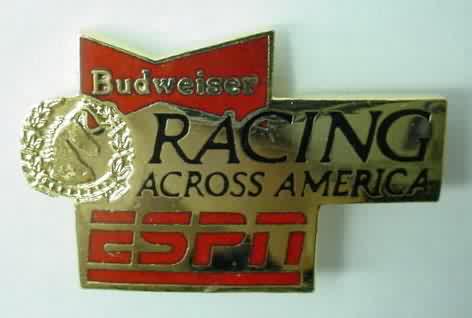 Budweiser
RACING
ACROSS AMERICA
ESPN